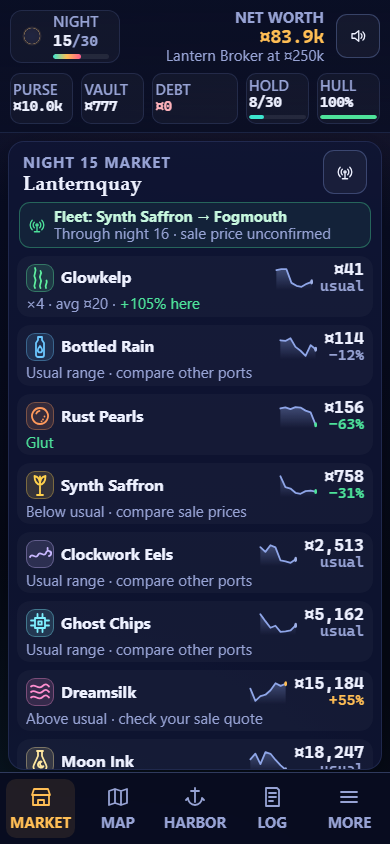 NIGHT
15/30
NET WORTH
¤83.9k
Lantern Broker at ¤250k
PURSE
¤10.0k
VAULT
¤777
DEBT
¤0
HOLD
8/30
HULL
100%
NIGHT 15 MARKET
Lanternquay
Fleet: Synth Saffron → Fogmouth
Through night 16 · sale price unconfirmed
Glowkelp
¤41
usual
×4 · avg ¤20 · +105% here
Bottled Rain
¤114
−12%
Usual range · compare other ports
Rust Pearls
¤156
−63%
Glut
Synth Saffron
¤758
−31%
Below usual · compare sale prices
Clockwork Eels
¤2,513
usual
Usual range · compare other ports
Ghost Chips
¤5,162
usual
Usual range · compare other ports
Dreamsilk
¤15,184
+55%
Above usual · check your sale quote
Moon Ink
¤18,247
usual
MARKET
MAP
HARBOR
LOG
MORE